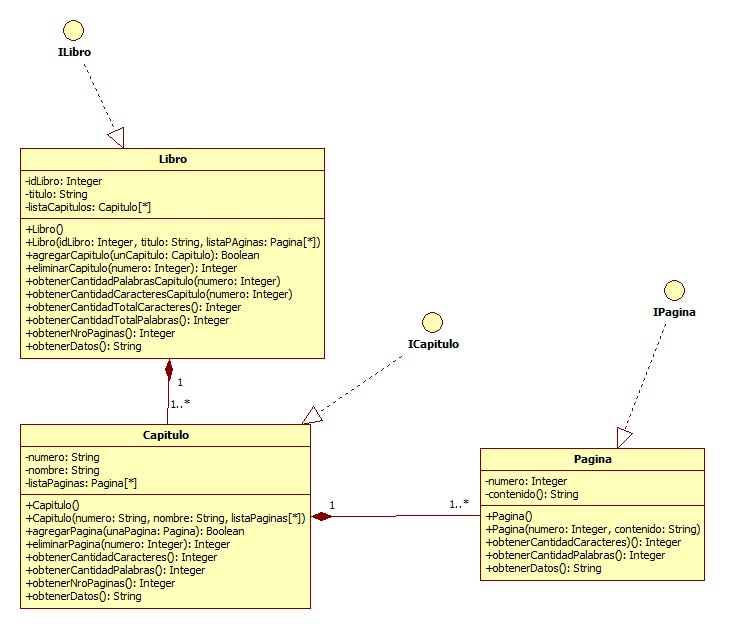 ILibro
Libro
-idLibro: Integer
-titulo: String
-listaCapitulos: Capitulo[*]
+Libro()
+Libro(idLibro: Integer, titulo: String, listaPAginas: Pagina[*])
+agregarCapitulo(unCapitulo: Capitulo): Boolean
+eliminarCapitulo(numero: Integer): Integer
+obtenerCantidadPalabrasCapitulo(numero: Integer)
+obtenerCantidadCaracteresCapitulo(numero: Integer)
+obtenerCantidadTotalCaracteres(): Integer
+obtenerCantidadTotalPalabras(): Integer
+obtenerNroPaginas(): Integer
+obtenerDatos(): String
1
1..*
ICapitulo
Capitulo
-numero: String
-nombre: String
-listaPaginas: Pagina[*]
+Capitulo()
+Capitulo(numero: String, nombre: String, listaPaginas[*])
+agregarPagina(unaPagina: Pagina): Boolean
+eliminarPagina(numero: Integer): Integer
+obtenerCantidadCaracteres(): Integer
+obtenerCantidadPalabras(): Integer
+obtenerNroPaginas(): Integer
+obtenerDatos(): String
1
1..*
IPagina
Pagina
-numero: Integer
-contenido(): String
+Pagina()
+Pagina(numero: Integer, contenido: String)
+obtenerCantidadCaracteres)(): Integer
+obtenerCantidadPalabras(): Integer
+obtenerDatos(): String